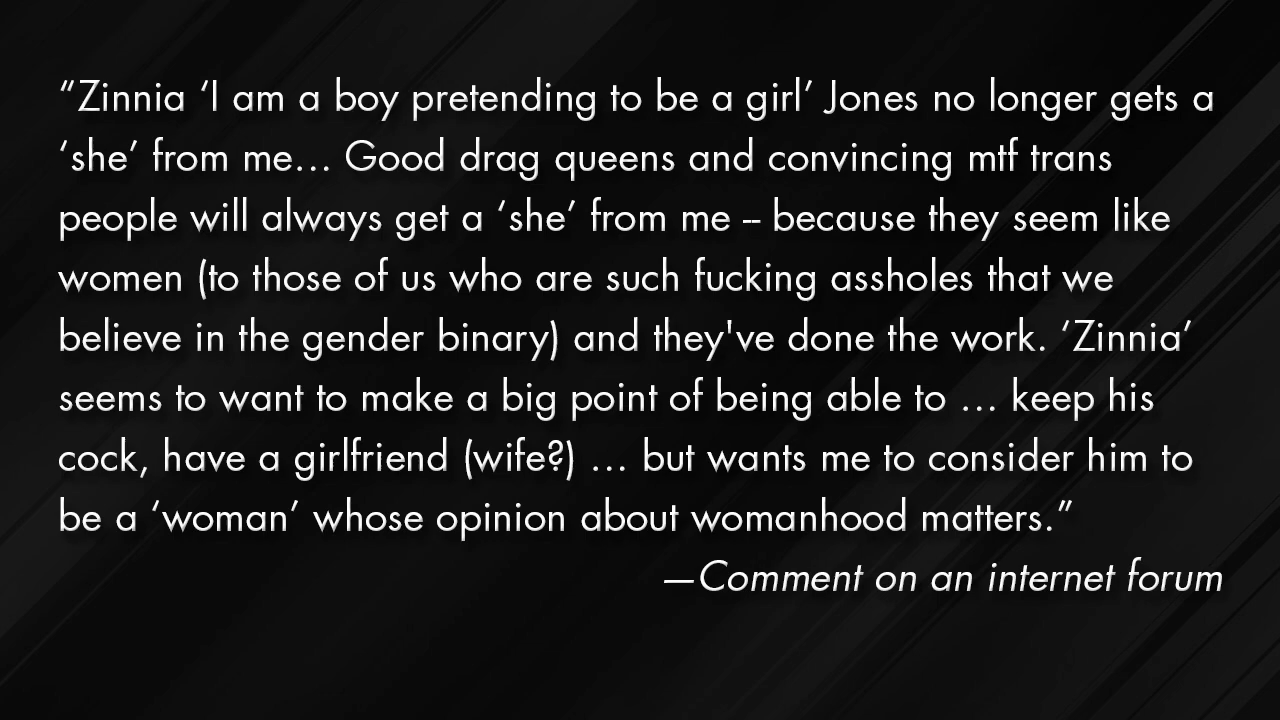 “Zinnia ‘I am a boy pretending to be a girl’ Jones no longer gets a
‘she’ from me… Good drag queens and convincing mtf trans
people will always get a ‘she’ from me -- because they seem like
women (to those of us who are such fucking assholes that we
believe in the gender binary) and they've done the work. ‘Zinnia’
seems to want to make a big point of being able to … keep his
cock, have a girlfriend (wife?) … but wants me to consider him to
be a ‘woman’ whose opinion about womanhood matters.”
—Comment on an internet forum